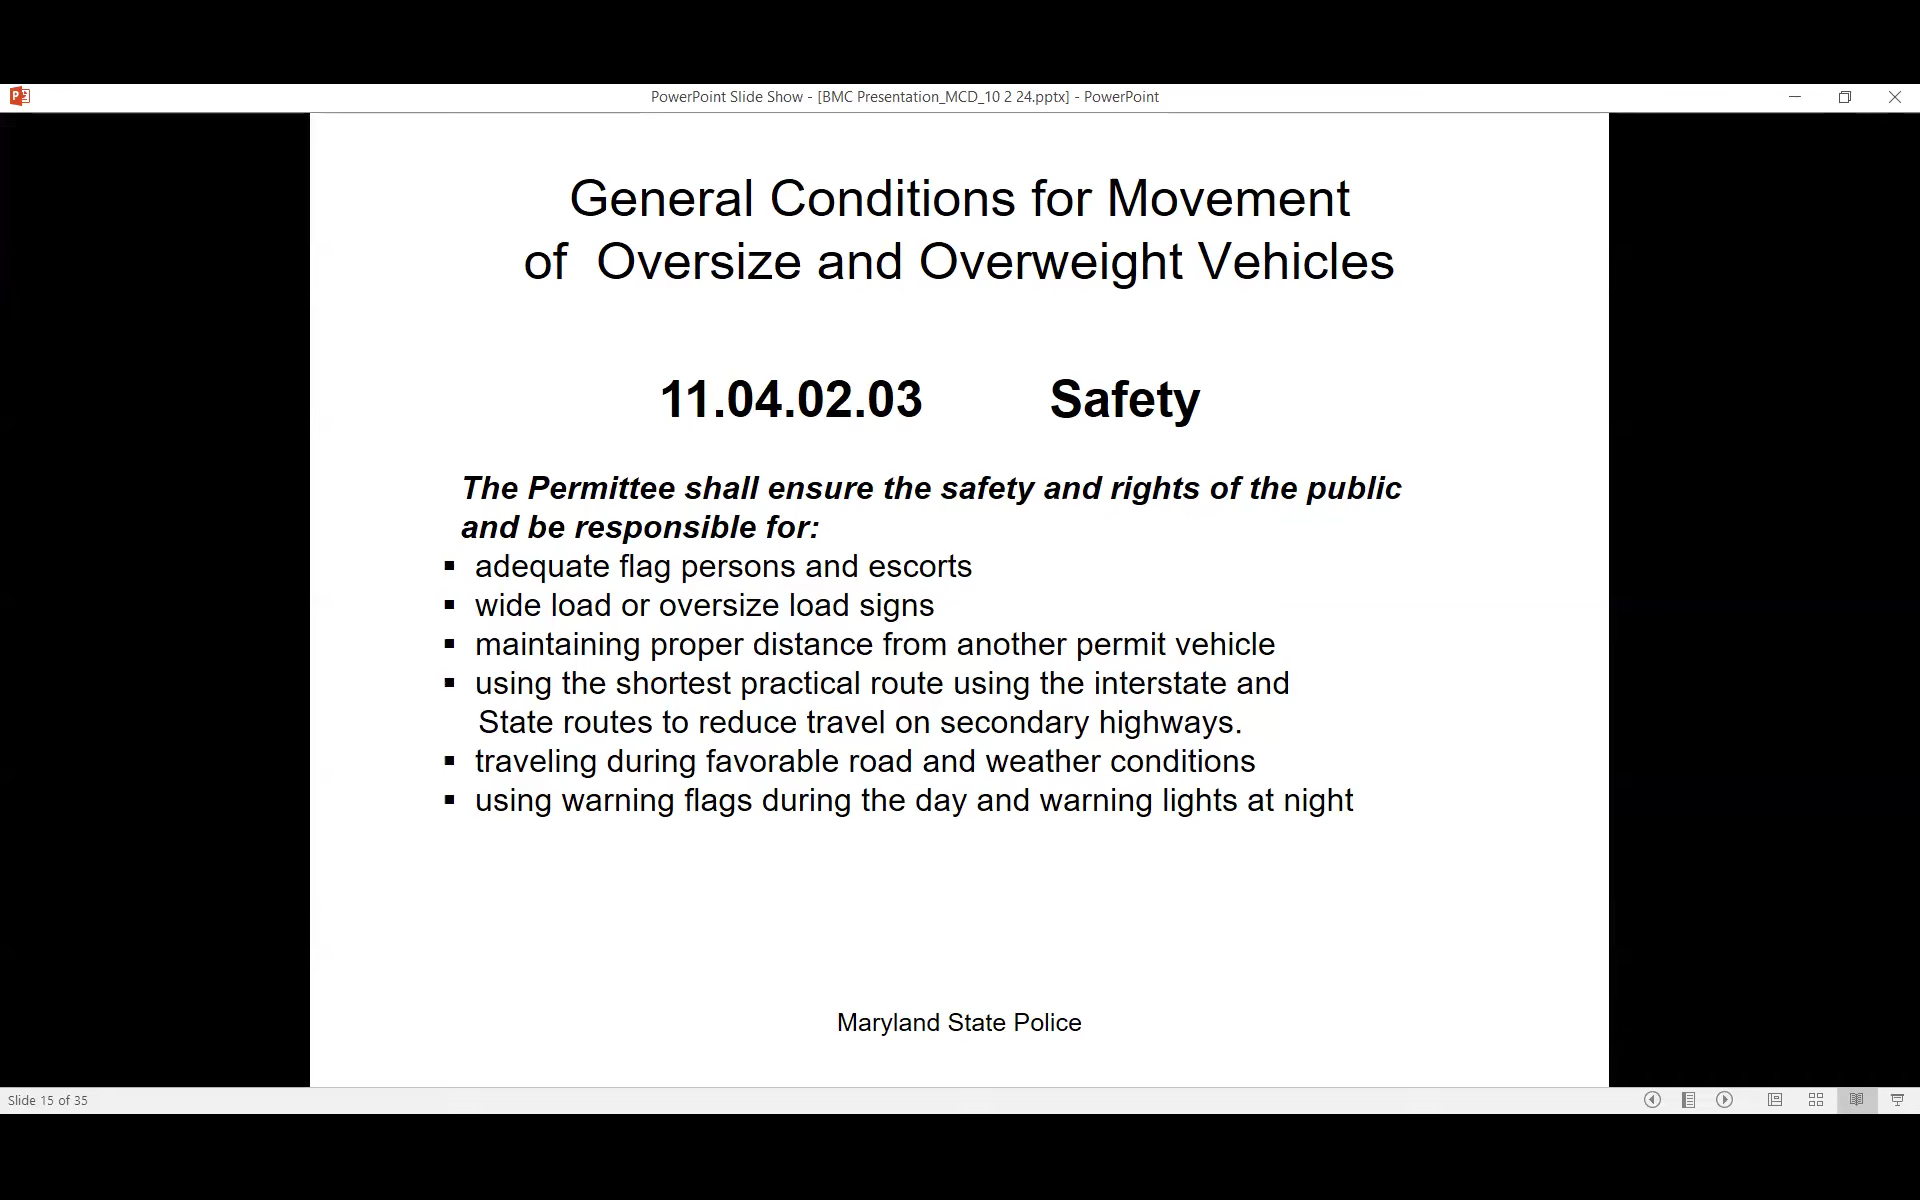 PowerPoint Slide Show - [BMC Presentation_MCD_10 2 24.pptx] - PowerPoint
General Conditions for Movement
of Oversize and Overweight Vehicles
11.04.02.03 Safety
The Permittee shall ensure the safety and rights of the public
and be responsible for:
▪ adequate flag persons and escorts
▪ wide load or oversize load signs
▪ maintaining proper distance from another permit vehicle
▪ using the shortest practical route using the interstate and
State routes to reduce travel on secondary highways.
▪ traveling during favorable road and weather conditions
▪ using warning flags during the day and warning lights at night
Maryland State Police
Slide 15 of 35